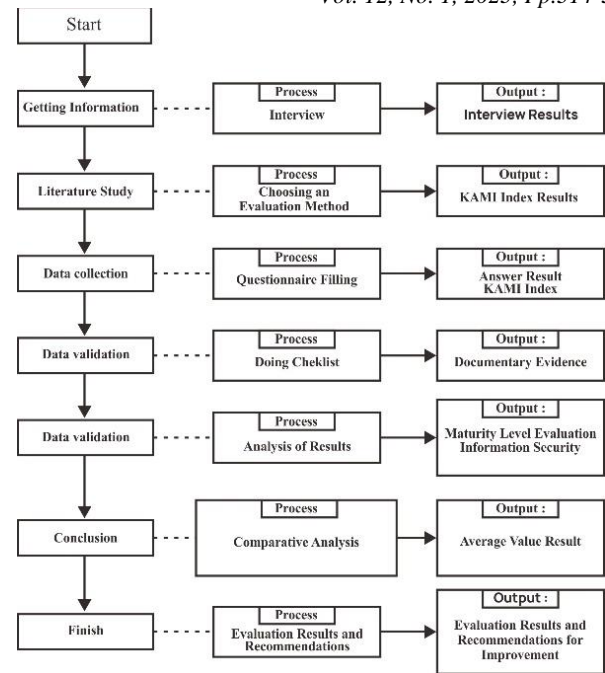 Vol. 12, No. 1, 2023, Pp.514-5
Start
Getting Information
Process
Interview
Output :
Interview Results
Literature Study
Process
Choosing an
Evaluation Method
Output :
KAMI Index Results
Data collection
Process
Questionnaire Filling
Output :
Answer Result
KAMI Index
Data validation
Process
Doing Cheklist
Output :
Documentary Evidence
Data validation
Process
Analysis of Results
Output :
Maturity Level Evaluation
Information Security
Conclusion
Process
Comparative Analysis
Output :
Average Value Result
Finish
Process
Evaluation Results and
Recommendations
Output :
Evaluation Results and
Recommendations for
Improvement